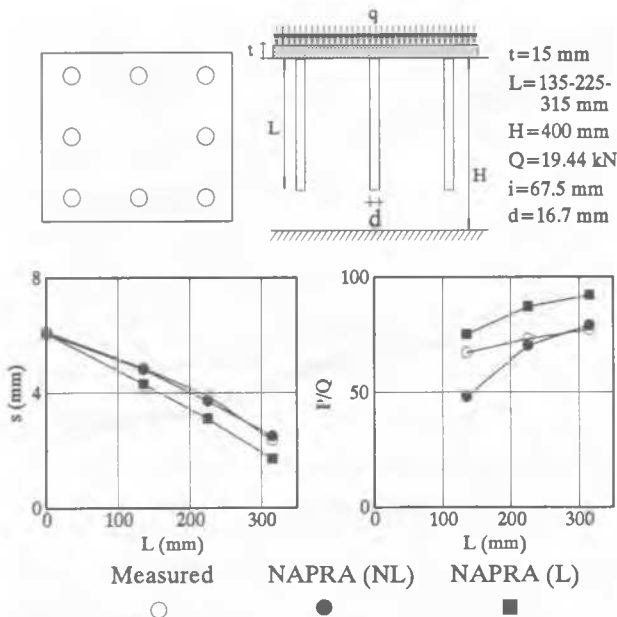 q
t
L
H
d
t=15 mm
L=135-225-
315 mm
H=400 mm
Q=19.44 kN
i=67.5 mm
d=16.7 mm
8
4
0
s (mm)
0 100 200 300
L (mm)
100
50
0
P/Q
0 100 200 300
L (mm)
Measured NAPRA (NL) NAPRA (L)